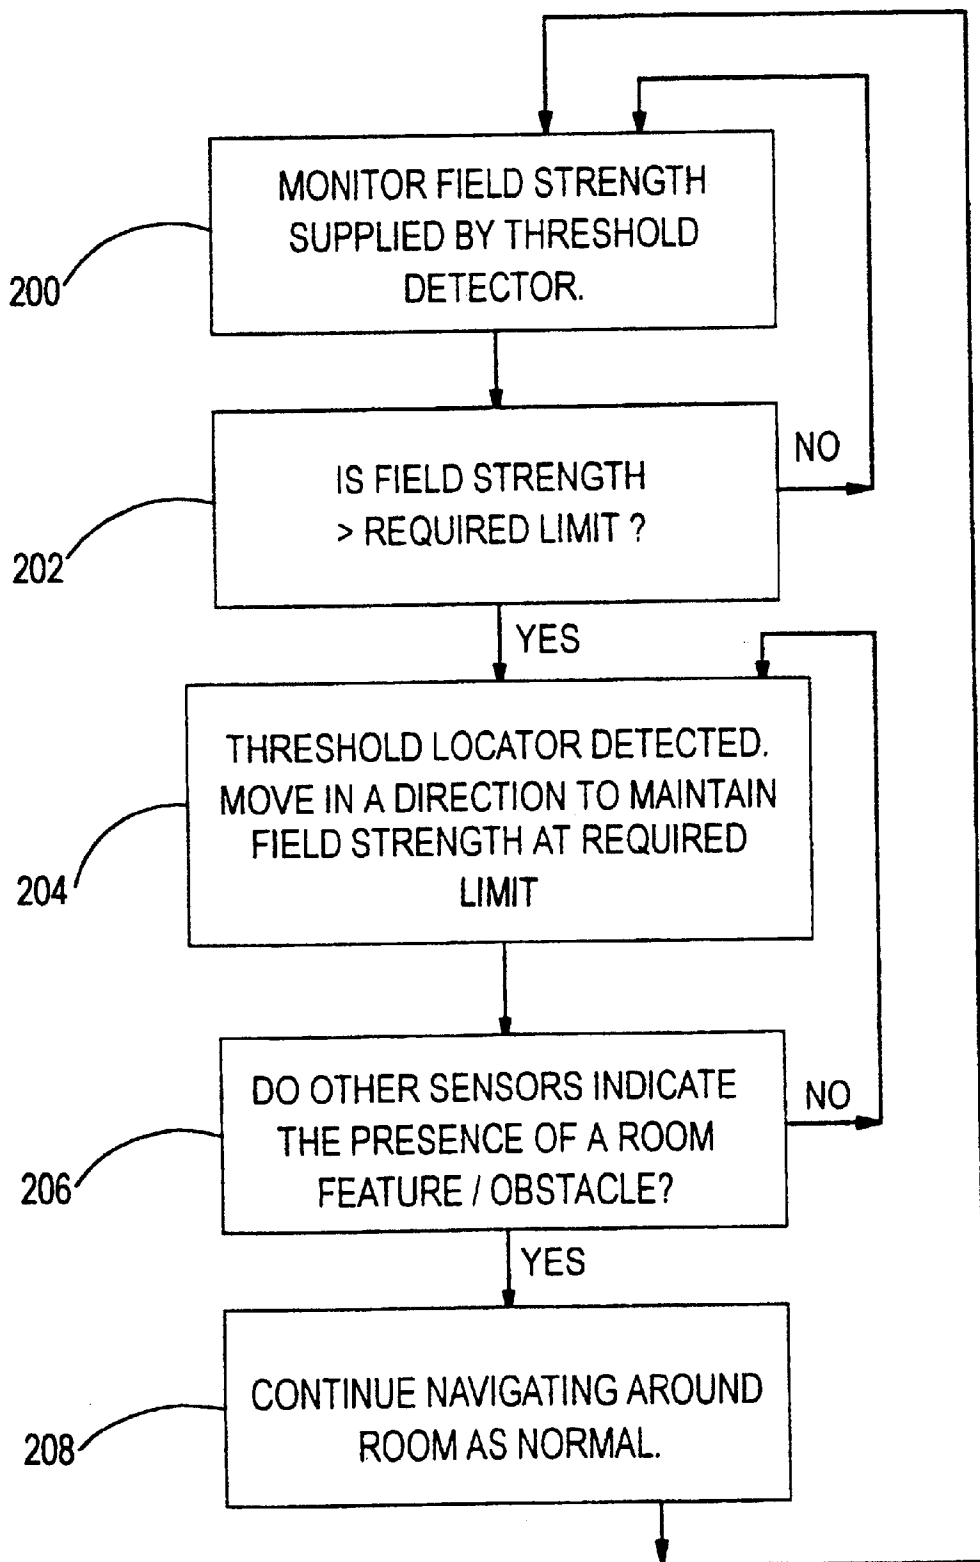 MONITOR FIELD STRENGTH
SUPPLIED BY THRESHOLD
DETECTOR.
200
IS FIELD STRENGTH
> REQUIRED LIMIT ?
NO
202
YES
THRESHOLD LOCATOR DETECTED.
MOVE IN A DIRECTION TO MAINTAIN
FIELD STRENGTH AT REQUIRED
LIMIT
204
DO OTHER SENSORS INDICATE
THE PRESENCE OF A ROOM
FEATURE / OBSTACLE?
NO
206
YES
CONTINUE NAVIGATING AROUND
ROOM AS NORMAL.
208